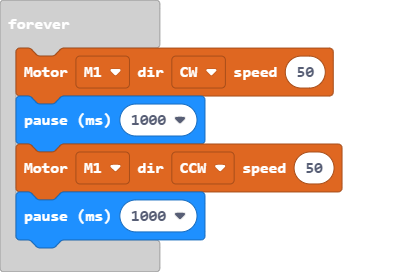 forever
Motor M1 dir CW speed 50
pause (ms) 1000
Motor M1 dir CCW speed 50
pause (ms) 1000